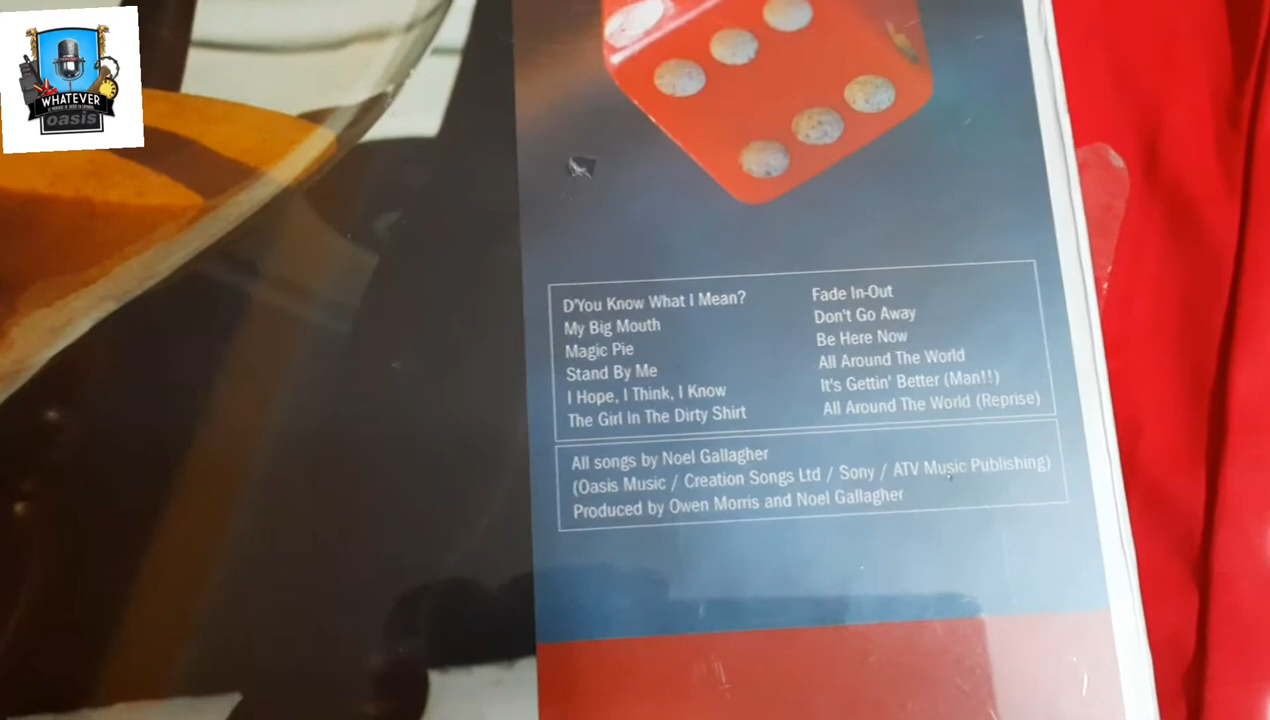 WHATEVER
oasis
D'You Know What I Mean?
My Big Mouth
Magic Pie
Stand By Me
I Hope, I Think, I Know
The Girl In The Dirty Shirt
Fade In-Out
Don't Go Away
Be Here Now
All Around The World
It's Gettin' Better (Man!!)
All Around The World (Reprise)
All songs by Noel Gallagher
(Oasis Music / Creation Songs Ltd / Sony / ATV Music Publishing)
Produced by Owen Morris and Noel Gallagher